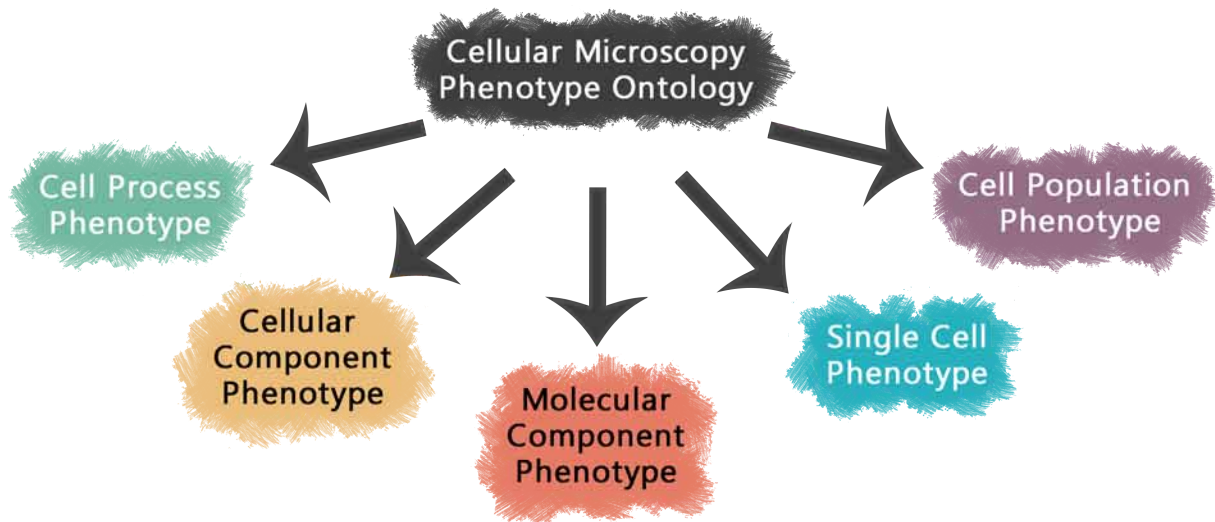 Cellular Microscopy
Phenotype Ontology
Cell Process
Phenotype
Cellular
Component
Phenotype
Molecular
Component
Phenotype
Single Cell
Phenotype
Cell Population
Phenotype